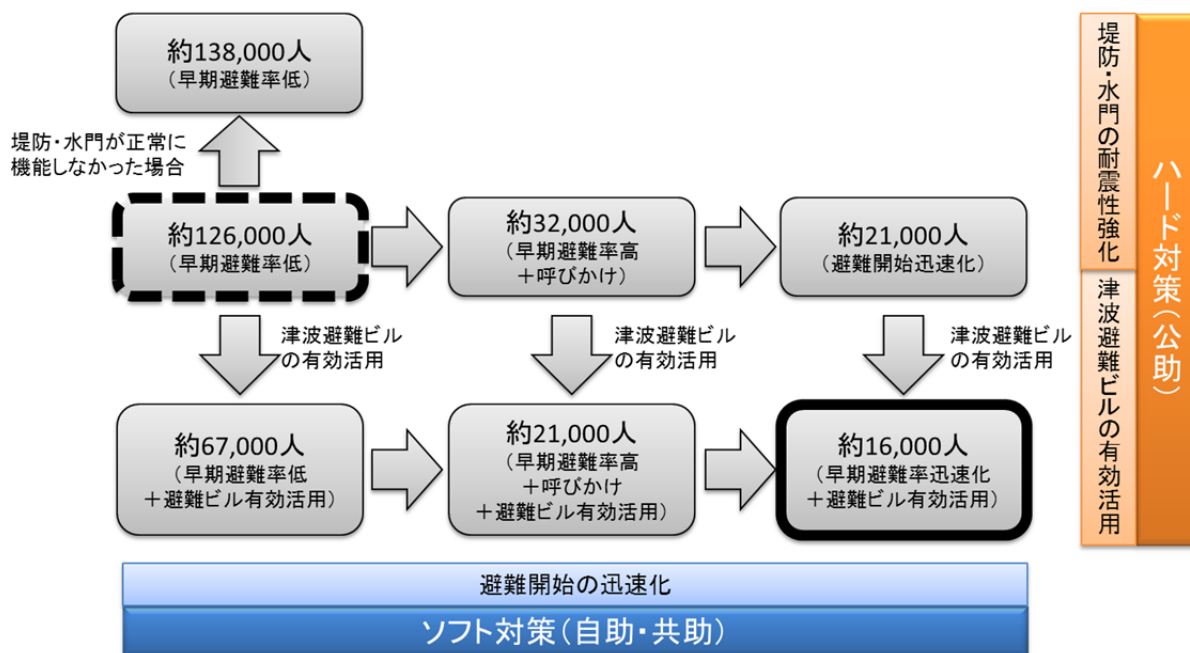 約138,000人
（早期避難率低）
堤防・水門が正常に
機能しなかった場合
約126,000人
（早期避難率低）
約32,000人
（早期避難率高
＋呼びかけ）
約21,000人
（避難開始迅速化）
津波避難ビル
の有効活用
津波避難ビル
の有効活用
津波避難ビル
の有効活用
約67,000人
（早期避難率低
＋避難ビル有効活用）
約21,000人
（早期避難率高
＋呼びかけ
＋避難ビル有効活用）
約16,000人
（早期避難率迅速化
＋避難ビル有効活用）
避難開始の迅速化
ソフト対策（自助・共助）
堤防・水門の耐震性強化
津波避難ビルの有効活用
ハード対策（公助）